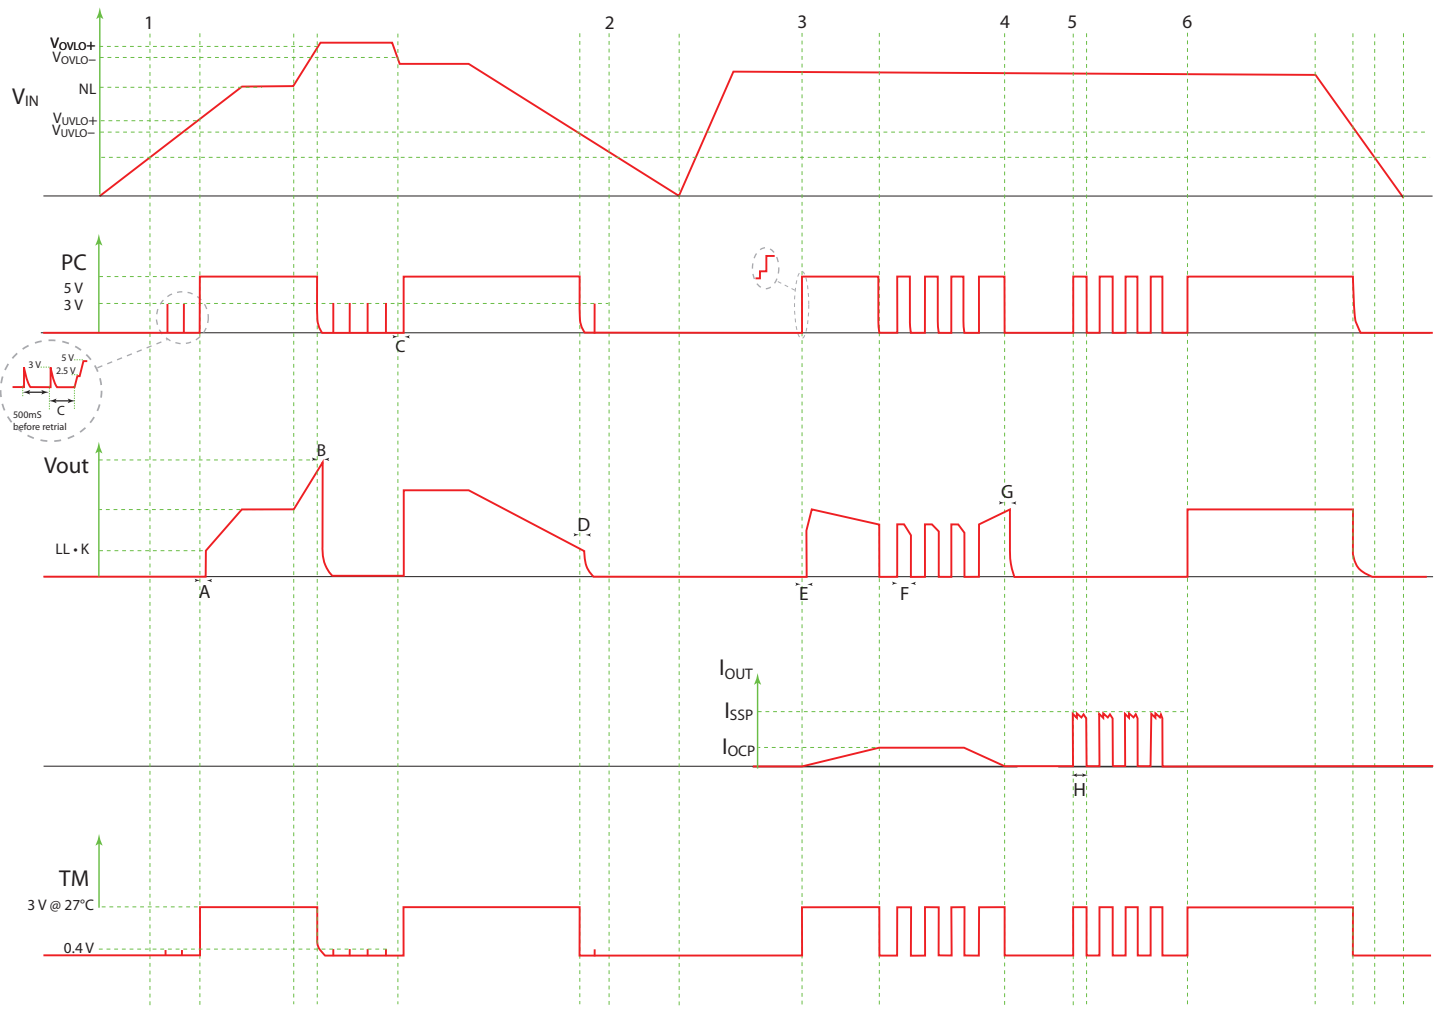 1 2 3 4 5 6
VOVLO+
VOVLO–
VIN
NL
VUVLO+
VUVLO–
PC
5 V
3 V
C
5 V
3 V
2.5 V
C
500mS
before retrial
B
Vout
G
D
LL • K
A
E
F
IOUT
ISSP
IOCP
H
TM
3 V @ 27°C
0.4 V